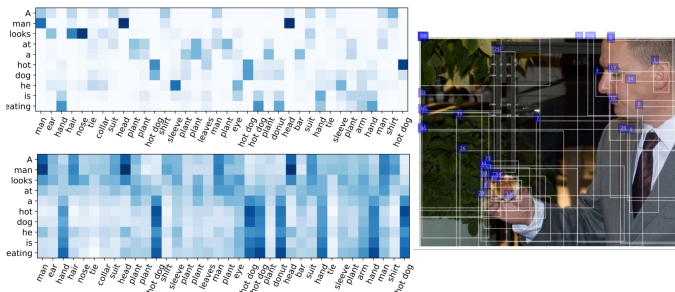 A
man
looks
at
a
hot
dog
he
is
eating
man ear hand hair nose tie collar suit head plant plant hot dog shirt sleeve plant plant leaves man plant eye hot dog hot dog plant donut head bar suit hand tie sleeve plant arm hand man shirt hot dog
A
man
looks
at
a
hot
dog
he
is
eating
man ear hand hair nose tie collar suit head plant plant hot dog shirt sleeve plant plant leaves man plant eye hot dog hot dog plant donut head bar suit hand tie sleeve plant arm hand man shirt hot dog